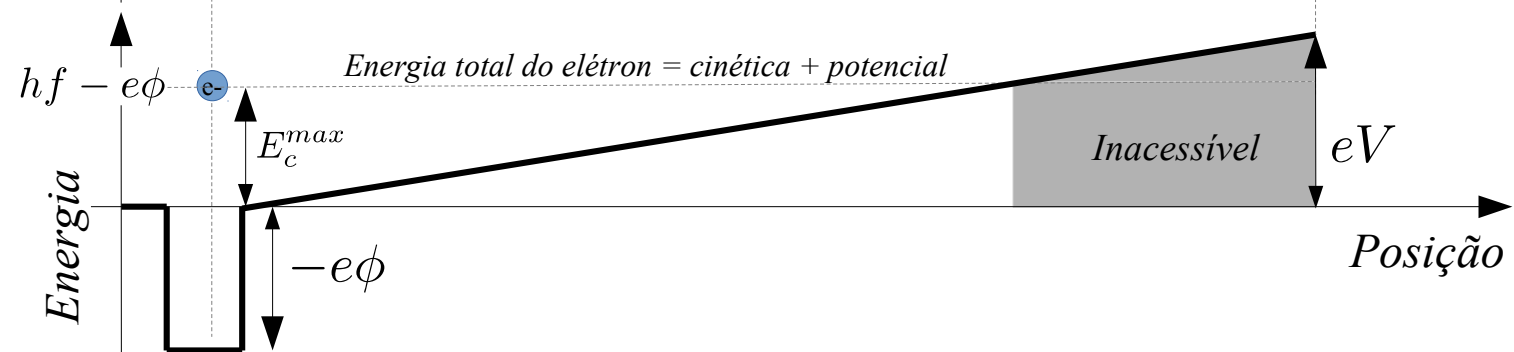 Energia total do elétron = cinética + potencial
hf − eϕ
e-
E_c^{max}
Inacessível
eV
Energia
Posição
−eϕ